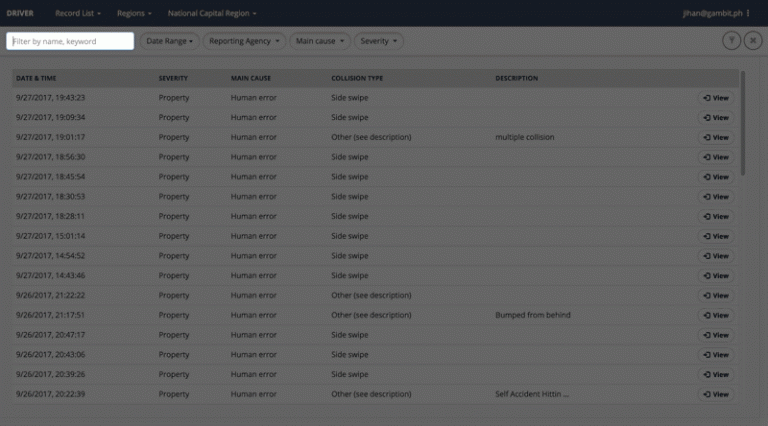 DRIVER Record List Regions National Capital Region jihan@gambit.ph
Filter by name, keyword Date Range Reporting Agency Main cause Severity
DATE & TIME SEVERITY MAIN CAUSE COLLISION TYPE DESCRIPTION
9/27/2017, 19:43:23 Property Human error Side swipe View
9/27/2017, 19:09:34 Property Human error Side swipe View
9/27/2017, 19:01:17 Property Human error Other (see description) multiple collision View
9/27/2017, 18:56:30 Property Human error Side swipe View
9/27/2017, 18:45:54 Property Human error Side swipe View
9/27/2017, 18:30:53 Property Human error Side swipe View
9/27/2017, 18:28:11 Property Human error Side swipe View
9/27/2017, 15:01:14 Property Human error Side swipe View
9/27/2017, 14:54:52 Property Human error Side swipe View
9/27/2017, 14:43:46 Property Human error Side swipe View
9/26/2017, 21:22:22 Property Human error Other (see description) View
9/26/2017, 21:17:51 Property Human error Other (see description) Bumped from behind View
9/26/2017, 20:47:17 Property Human error Side swipe View
9/26/2017, 20:43:06 Property Human error Side swipe View
9/26/2017, 20:39:26 Property Human error Side swipe View
9/26/2017, 20:22:39 Property Human error Other (see description) Self Accident Hittin ... View